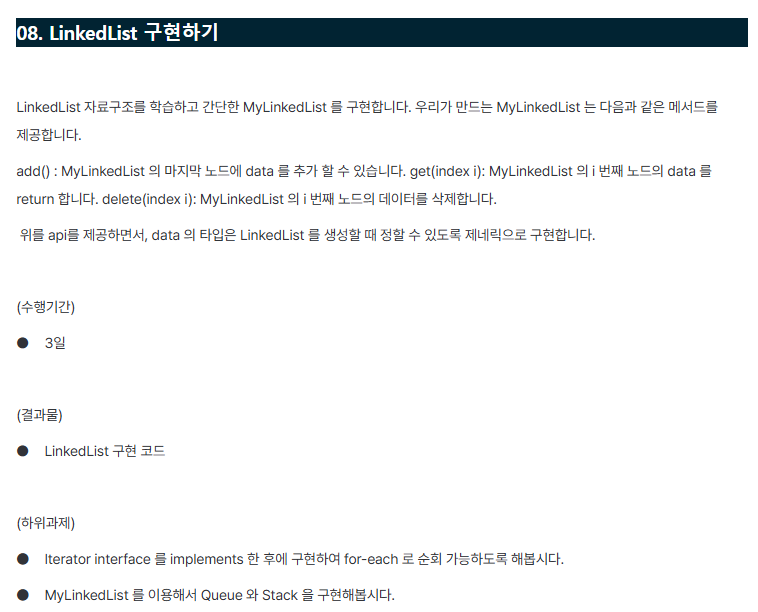 08. LinkedList 구현하기
LinkedList 자료구조를 학습하고 간단한 MyLinkedList 를 구현합니다. 우리가 만드는 MyLinkedList 는 다음과 같은 메서드를
제공합니다.
add() : MyLinkedList 의 마지막 노드에 data 를 추가 할 수 있습니다. get(index i): MyLinkedList 의 i 번째 노드의 data 를
return 합니다. delete(index i): MyLinkedList 의 i 번째 노드의 데이터를 삭제합니다.
위를 api를 제공하면서, data 의 타입은 LinkedList 를 생성할 때 정할 수 있도록 제네릭으로 구현합니다.
(수행기간)
● 3일
(결과물)
● LinkedList 구현 코드
(하위과제)
● Iterator interface 를 implements 한 후에 구현하여 for-each 로 순회 가능하도록 해봅시다.
● MyLinkedList 를 이용해서 Queue 와 Stack 을 구현해봅시다.